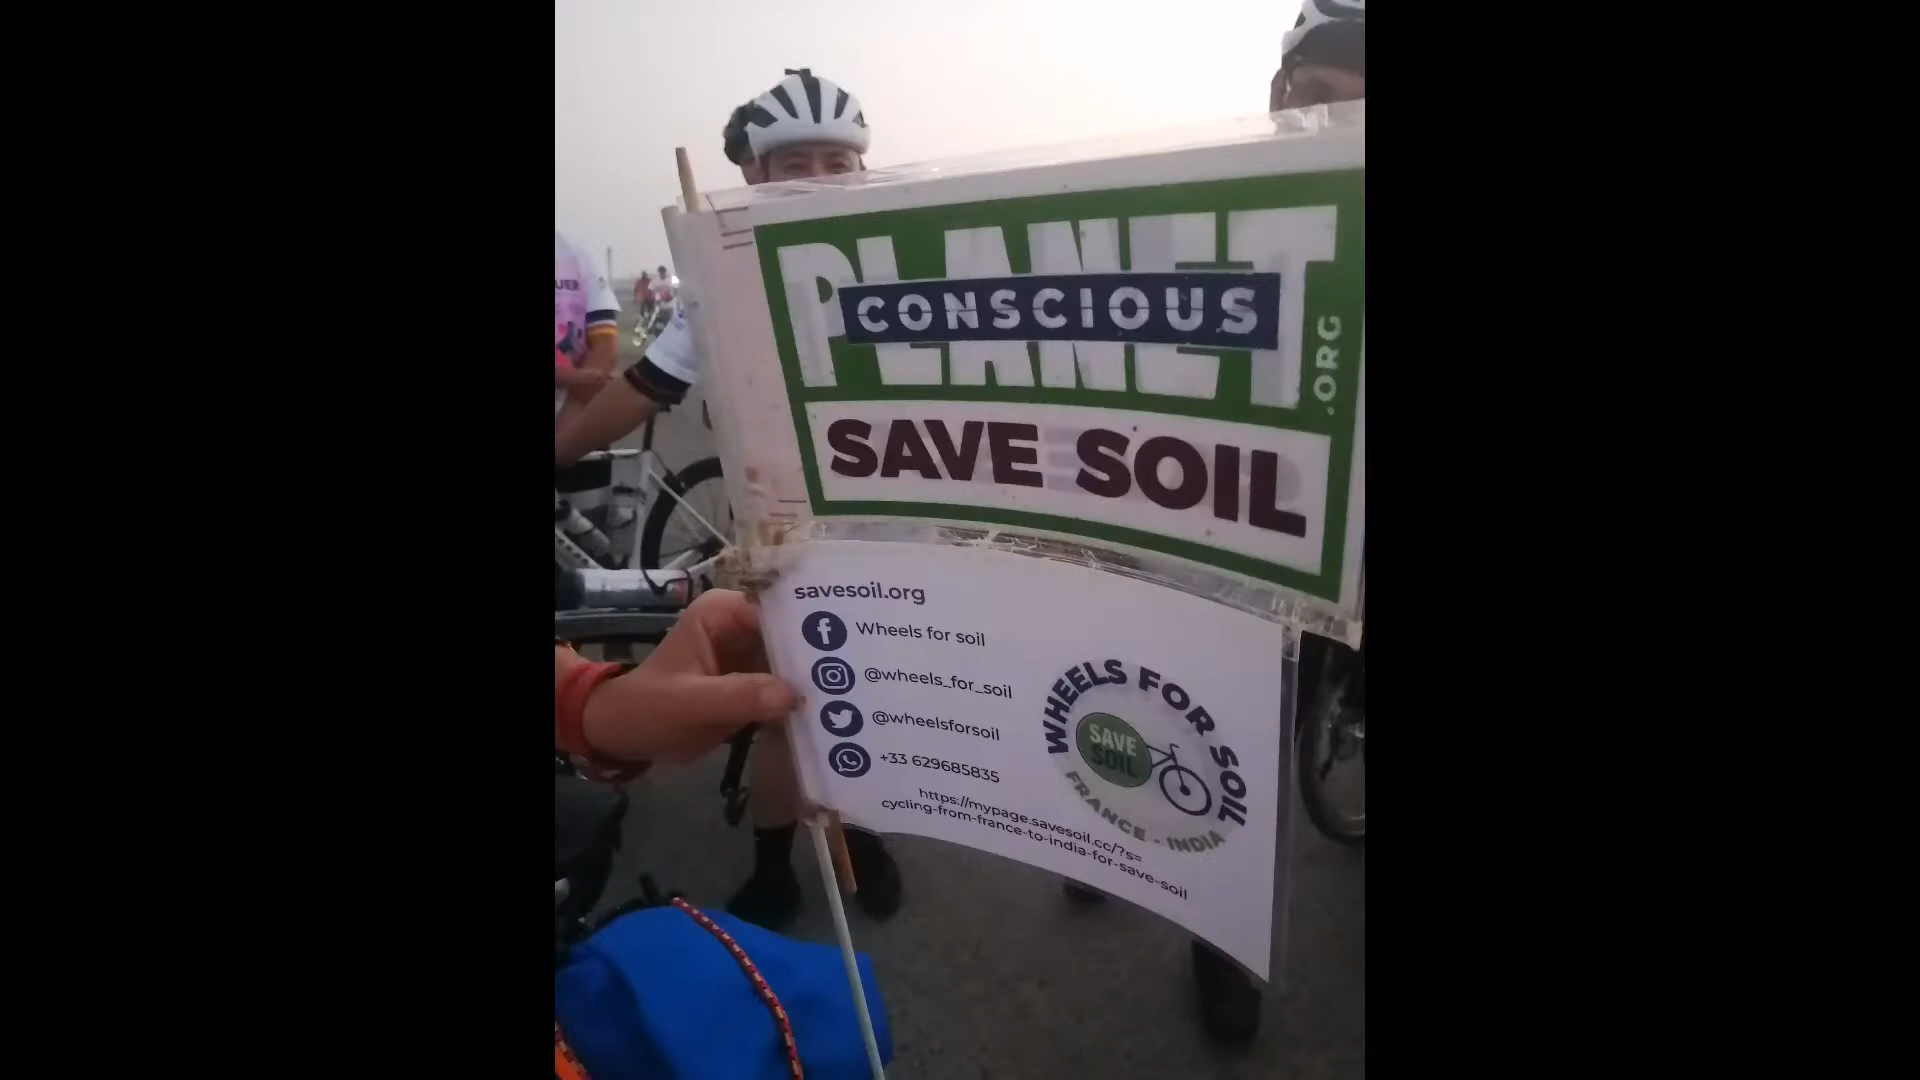 PLANET
CONSCIOUS
.ORG
SAVE SOIL
savesoil.org
Wheels for soil
@wheels_for_soil
@wheelsforsoil
+33 629685835
https://mypage.savesoil.cc/?s=
cycling-from-france-to-india-for-save-soil
WHEELS FOR SOIL
SAVE
SOIL
FRANCE - INDIA